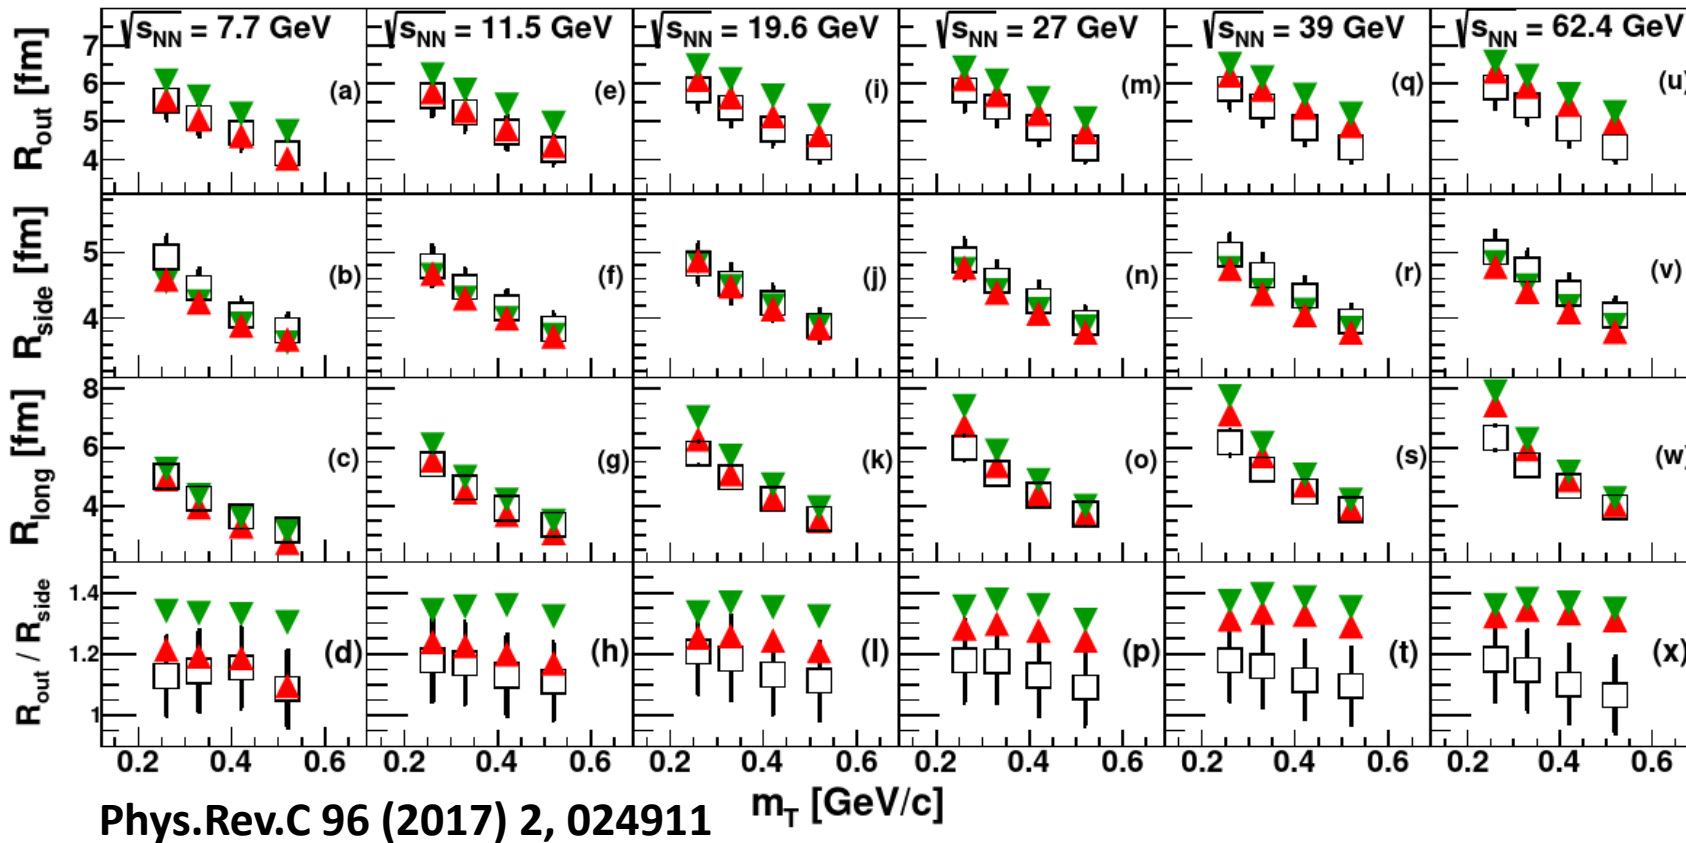 √sNN = 7.7 GeV √sNN = 11.5 GeV √sNN = 19.6 GeV √sNN = 27 GeV √sNN = 39 GeV √sNN = 62.4 GeV
Rout [fm]
7
6
5
4
(a) (e) (i) (m) (q) (u)
Rside [fm]
5
4
(b) (f) (j) (n) (r) (v)
Rlong [fm]
8
6
4
(c) (g) (k) (o) (s) (w)
Rout / Rside
1.4
1.2
1
(d) (h) (l) (p) (t) (x)
0.2 0.4 0.6 0.2 0.4 0.6 0.2 0.4 0.6 0.2 0.4 0.6 0.2 0.4 0.6 0.2 0.4 0.6
mT [GeV/c]
Phys.Rev.C 96 (2017) 2, 024911